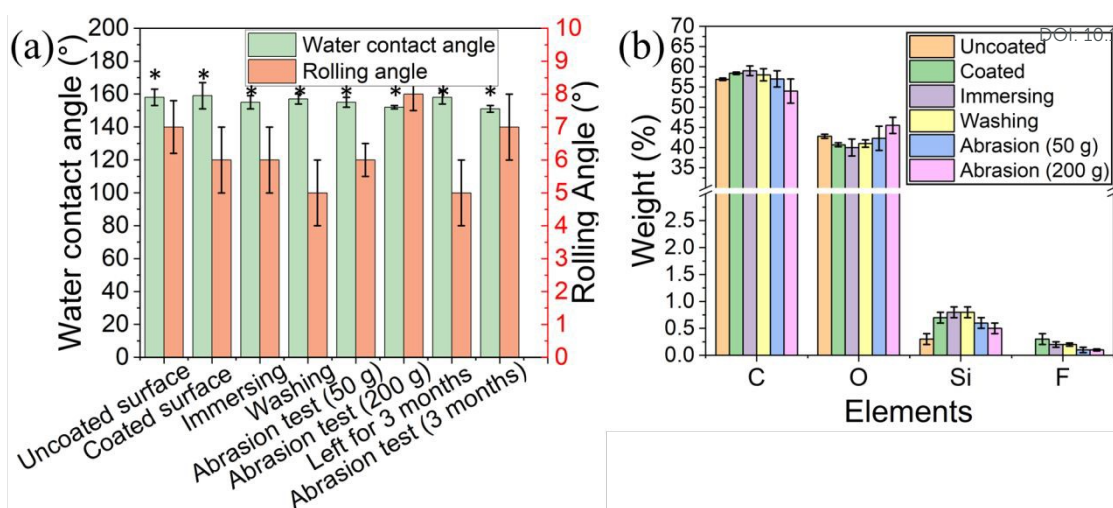 (a)
Water contact angle (°)
200
180
160
140
120
100
80
60
40
20
0
Water contact angle
Rolling angle
* * * * * * * *
10
9
8
7
6
5
4
3
2
1
0
Rolling Angle (°)
Uncoated surface
Coated surface
Immersing
Washing
Abrasion test (50 g)
Abrasion test (200 g)
Left for 3 months
Abrasion test (3 months)
(b)
DOI: 10.
Weight (%)
70
65
60
55
50
45
40
35
2.5
2.0
1.5
1.0
0.5
0.0
Uncoated
Coated
Immersing
Washing
Abrasion (50 g)
Abrasion (200 g)
C O Si F
Elements